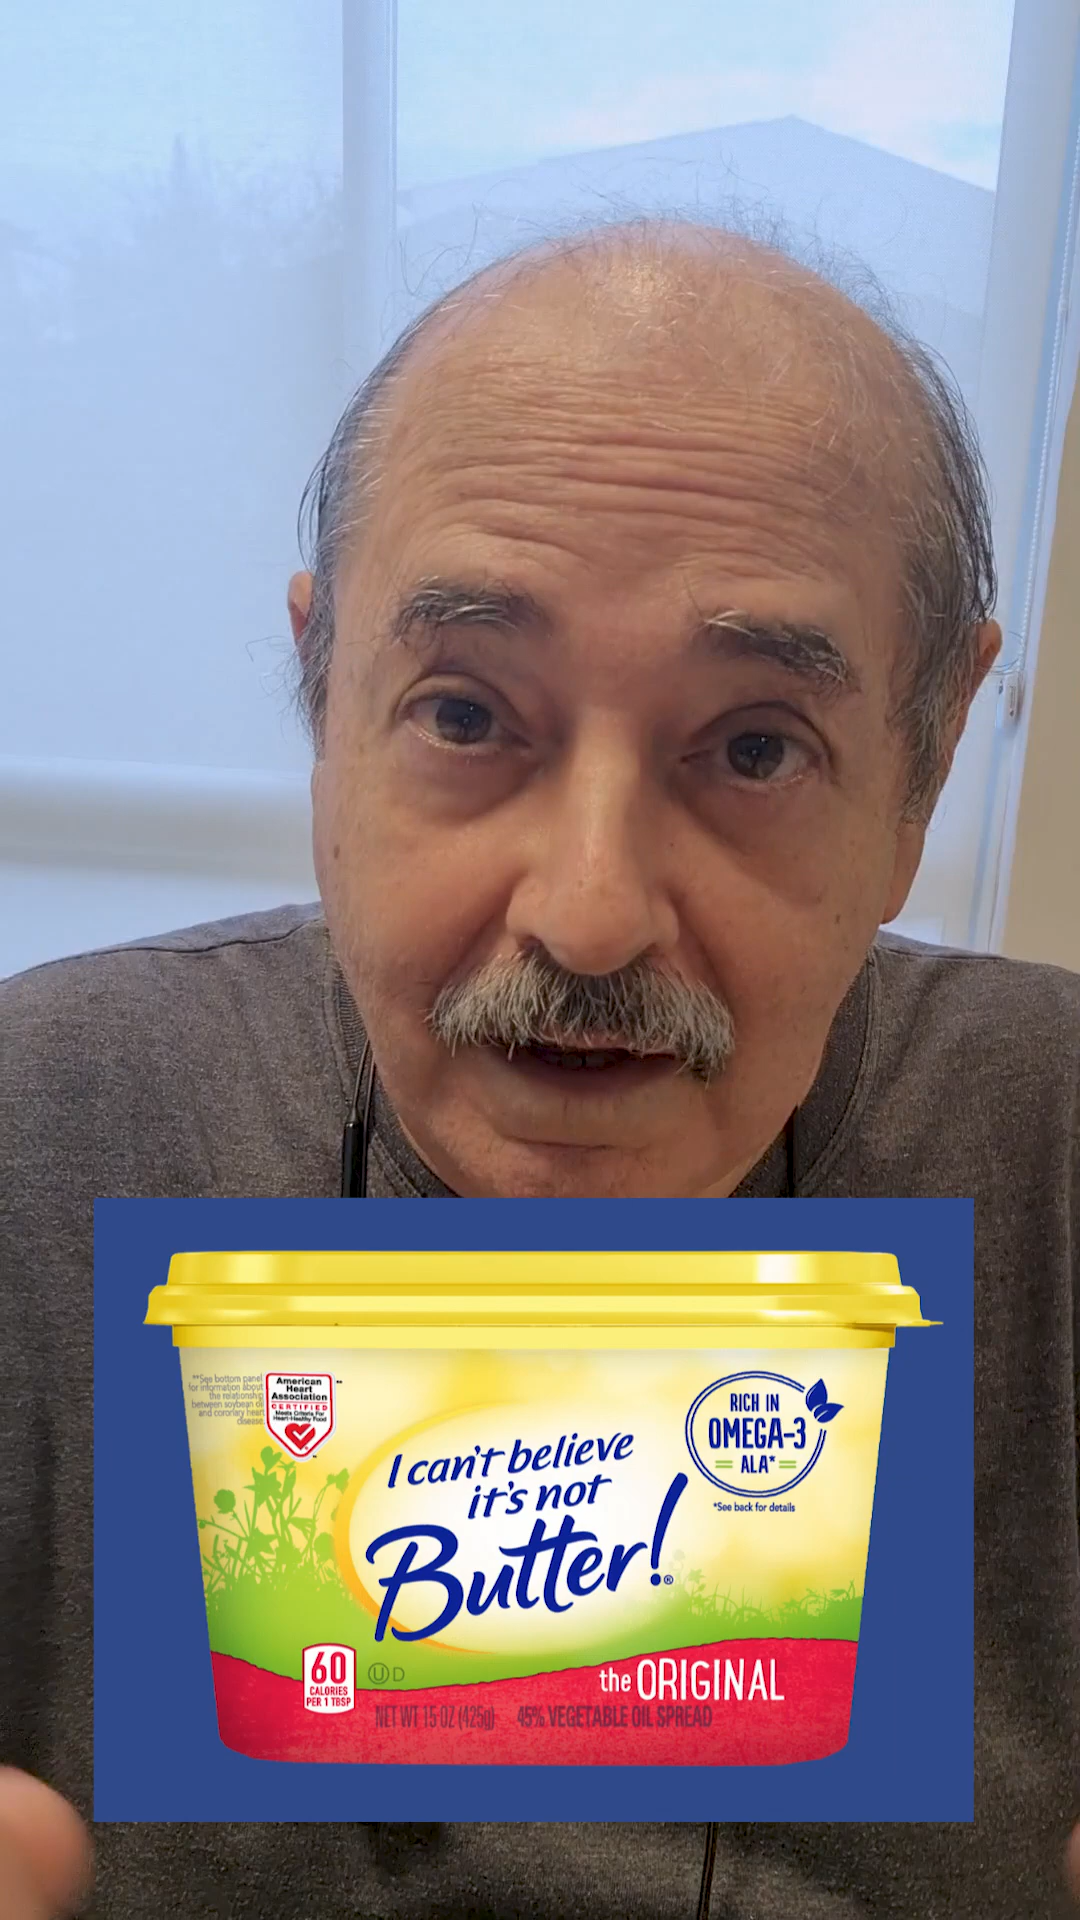 **See bottom panel
for information about
the relationship
between soybean oil
and coronary heart
disease.
American
Heart
Association
CERTIFIED
Meets Criteria For
Heart-Healthy Food
™
RICH IN
OMEGA-3
ALA*
*See back for details
I can't believe
it's not
Butter!®
60
CALORIES
PER 1 TBSP
U D
the ORIGINAL
NET WT 15 OZ (425g) 45% VEGETABLE OIL SPREAD